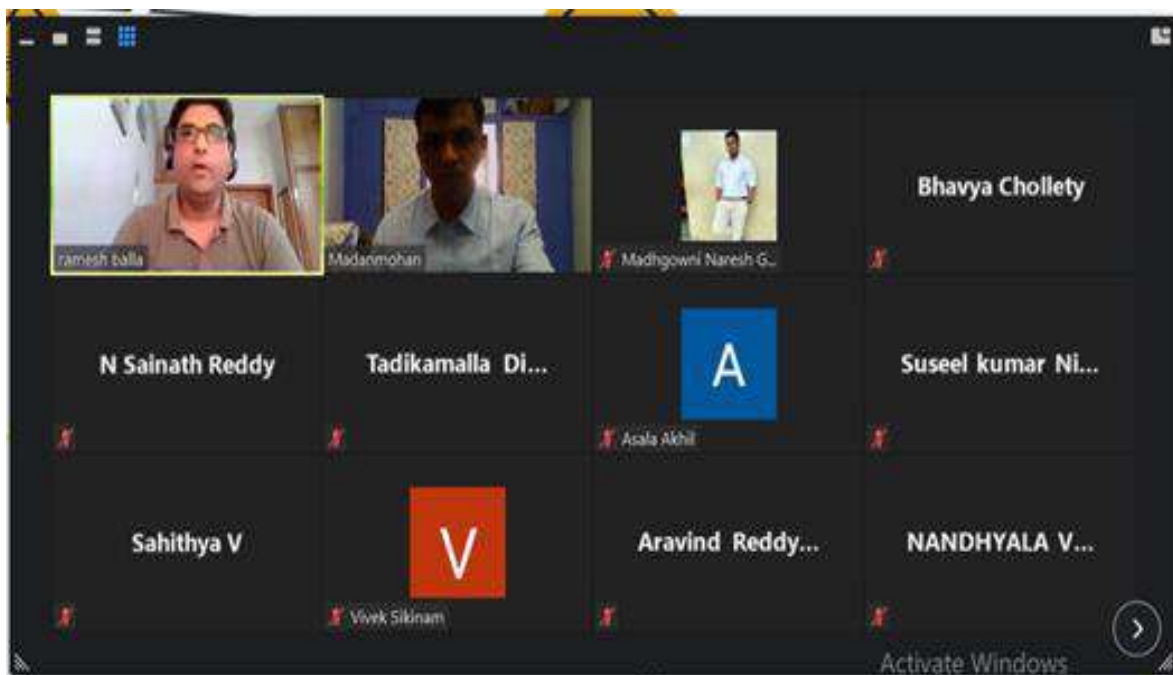 ramesh balla
Madanmohan
Madhgowni Naresh G...
Bhavya Chollety
N Sainath Reddy
Tadikamalla Di...
A
Asala Akhil
Suseel kumar Ni...
Sahithya V
V
Vivek Sikinam
Aravind Reddy...
NANDHYALA V...
Activate Windows